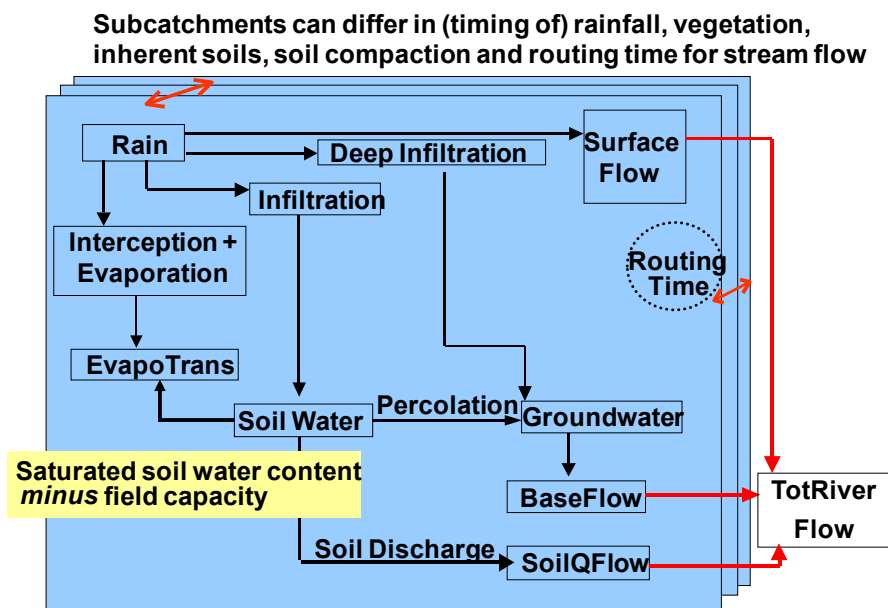 Subcatchments can differ in (timing of) rainfall, vegetation,
inherent soils, soil compaction and routing time for stream flow
Rain
Deep Infiltration
Surface
Flow
Infiltration
Interception +
Evaporation
Routing
Time
EvapoTrans
Soil Water
Percolation
Groundwater
Saturated soil water content
minus field capacity
BaseFlow
TotRiver
Flow
Soil Discharge
SoilQFlow